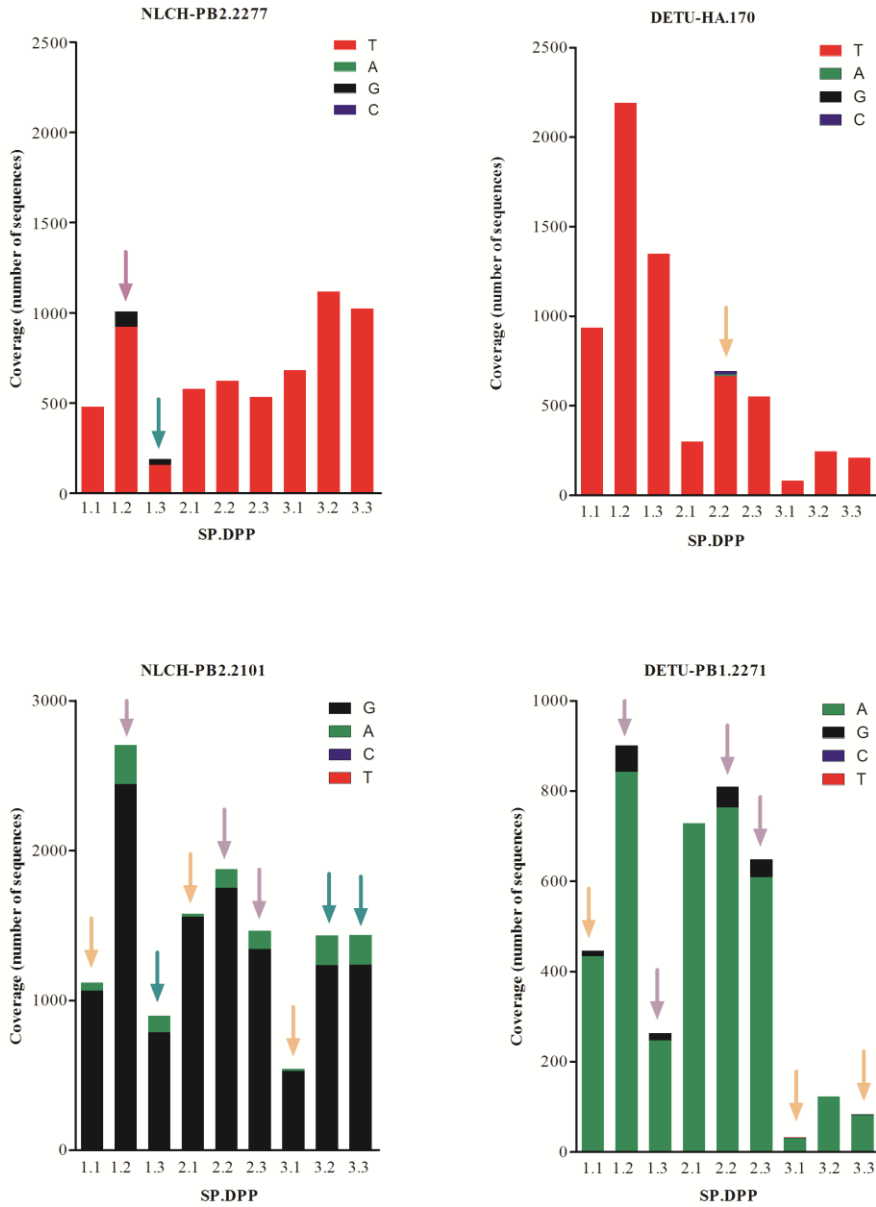 NLCH-PB2.2277
Coverage (number of sequences)
2500
2000
1500
1000
500
0
T
A
G
C
1.1 1.2 1.3 2.1 2.2 2.3 3.1 3.2 3.3
SP.DPP
DETU-HA.170
Coverage (number of sequences)
2500
2000
1500
1000
500
0
T
A
G
C
1.1 1.2 1.3 2.1 2.2 2.3 3.1 3.2 3.3
SP.DPP
NLCH-PB2.2101
Coverage (number of sequences)
3000
2000
1000
0
G
A
C
T
1.1 1.2 1.3 2.1 2.2 2.3 3.1 3.2 3.3
SP.DPP
DETU-PB1.2271
Coverage (number of sequences)
1000
800
600
400
200
0
A
G
C
T
1.1 1.2 1.3 2.1 2.2 2.3 3.1 3.2 3.3
SP.DPP